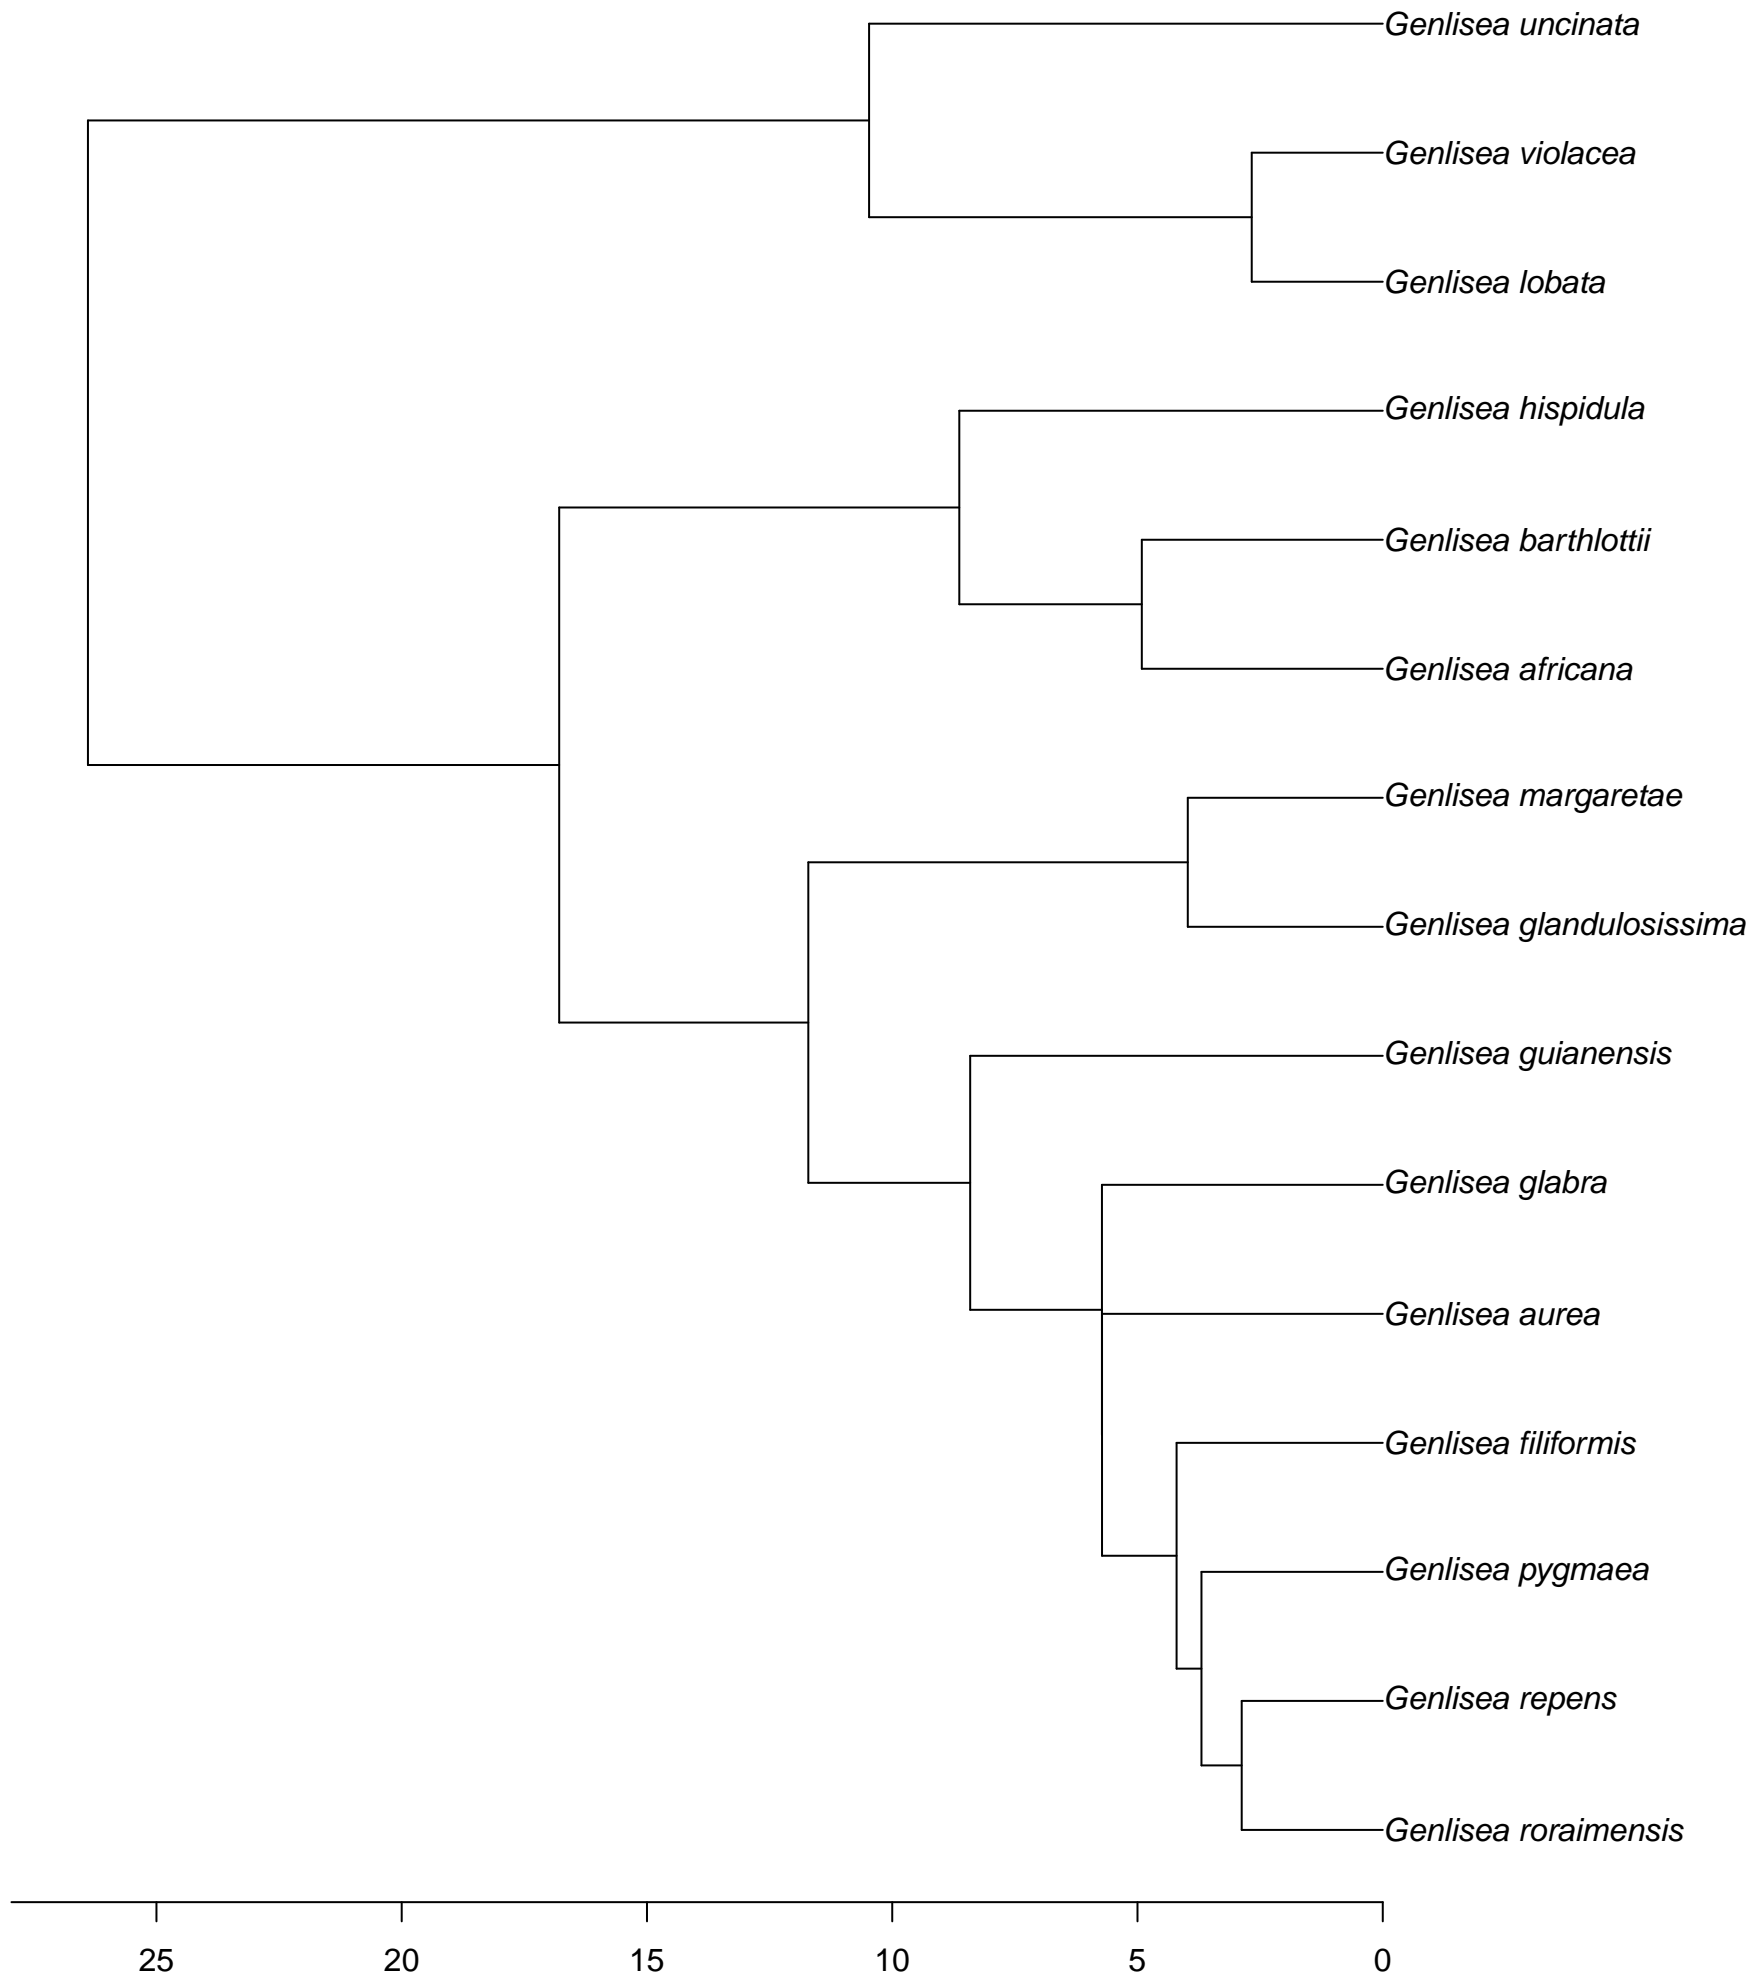 Genlisea uncinata
Genlisea violacea
Genlisea lobata
Genlisea hispidula
Genlisea barthlottii
Genlisea africana
Genlisea margaretae
Genlisea glandulosissima
Genlisea guianensis
Genlisea glabra
Genlisea aurea
Genlisea filiformis
Genlisea pygmaea
Genlisea repens
Genlisea roraimensis
25 20 15 10 5 0